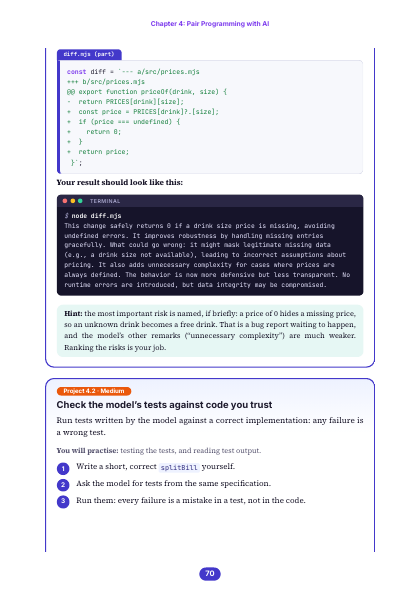 Chapter 4: Pair Programming with AI
diff.mjs (part)
const diff = `--- a/src/prices.mjs
+++ b/src/prices.mjs
@@ export function priceOf(drink, size) {
-  return PRICES[drink][size];
+  const price = PRICES[drink]?.[size];
+  if (price === undefined) {
+    return 0;
+  }
+  return price;
 }`;
Your result should look like this:
TERMINAL
$ node diff.mjs
This change safely returns 0 if a drink size price is missing, avoiding
undefined errors. It improves robustness by handling missing entries
gracefully. What could go wrong: it might mask legitimate missing data
(e.g., a drink size not available), leading to incorrect assumptions about
pricing. It also adds unnecessary complexity for cases where prices are
always defined. The behavior is now more defensive but less transparent. No
runtime errors are introduced, but data integrity may be compromised.
Hint: the most important risk is named, if briefly: a price of 0 hides a missing price,
so an unknown drink becomes a free drink. That is a bug report waiting to happen,
and the model's other remarks (“unnecessary complexity”) are much weaker.
Ranking the risks is your job.
Project 4.2 · Medium
Check the model's tests against code you trust
Run tests written by the model against a correct implementation: any failure is
a wrong test.
You will practise: testing the tests, and reading test output.
1 Write a short, correct splitBill yourself.
2 Ask the model for tests from the same specification.
3 Run them: every failure is a mistake in a test, not in the code.
70